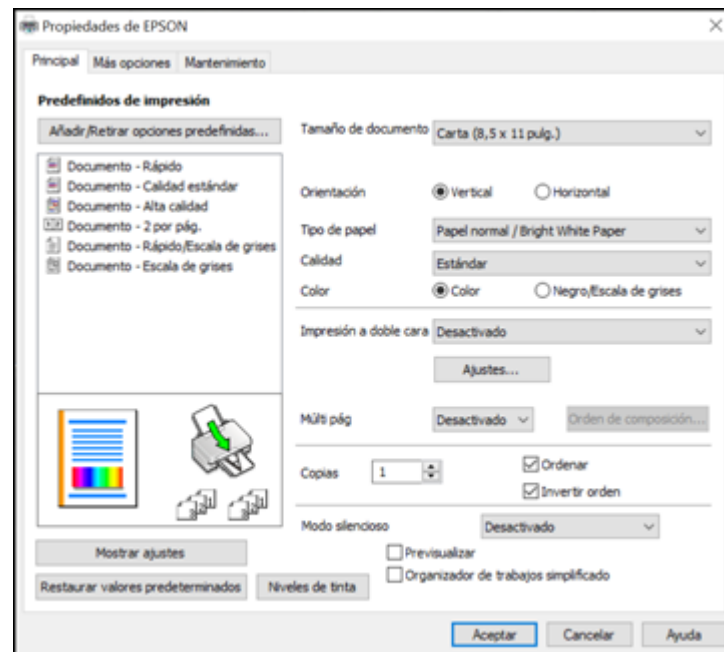 Propiedades de EPSON
Principal Más opciones Mantenimiento
Predefinidos de impresión
Añadir/Retirar opciones predefinidas...
Documento - Rápido
Documento - Calidad estándar
Documento - Alta calidad
Documento - 2 por pág.
Documento - Rápido/Escala de grises
Documento - Escala de grises
Mostrar ajustes
Restaurar valores predeterminados Niveles de tinta
Tamaño de documento Carta (8,5 x 11 pulg.)
Orientación Vertical Horizontal
Tipo de papel Papel normal / Bright White Paper
Calidad Estándar
Color Color Negro/Escala de grises
Impresión a doble cara Desactivado
Ajustes...
Múlti pág Desactivado Orden de composición...
Copias 1 Ordenar
Invertir orden
Modo silencioso Desactivado
Previsualizar
Organizador de trabajos simplificado
Aceptar Cancelar Ayuda